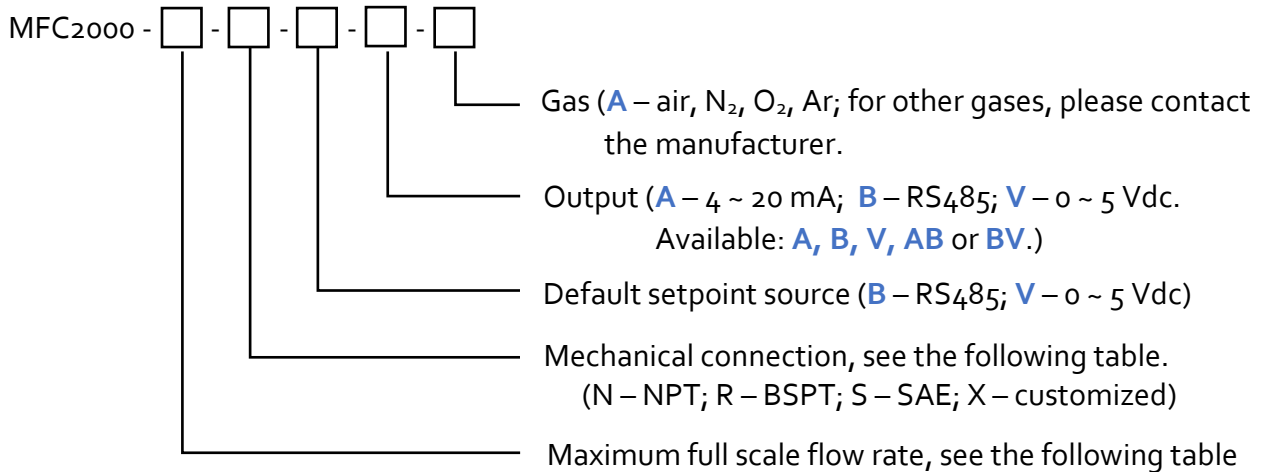 MFC2000 - - - - -
Gas (A – air, N₂, O₂, Ar; for other gases, please contact
the manufacturer.
Output (A – 4 ~ 20 mA; B – RS485; V – 0 ~ 5 Vdc.
Available: A, B, V, AB or BV.)
Default setpoint source (B – RS485; V – 0 ~ 5 Vdc)
Mechanical connection, see the following table.
(N – NPT; R – BSPT; S – SAE; X – customized)
Maximum full scale flow rate, see the following table